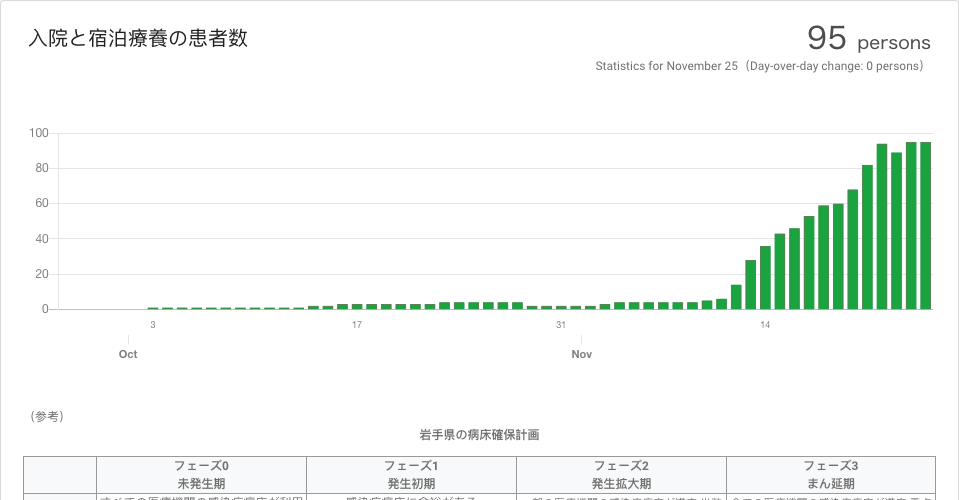 入院と宿泊療養の患者数
95 persons
Statistics for November 25（Day-over-day change: 0 persons）
100
80
60
40
20
0
3 17 31 14
Oct Nov
（参考）
岩手県の病床確保計画
フェーズ0 フェーズ1 フェーズ2 フェーズ3
未発生期 発生初期 発生拡大期 まん延期